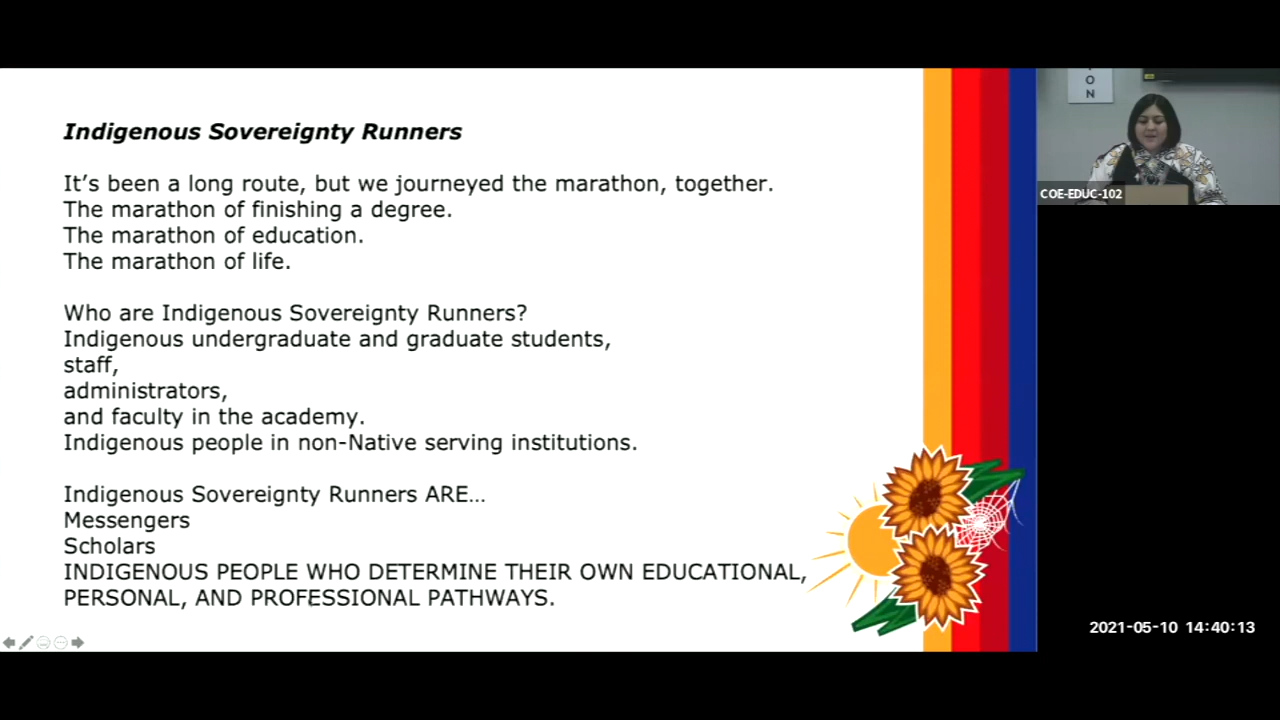 Indigenous Sovereignty Runners
It's been a long route, but we journeyed the marathon, together.
The marathon of finishing a degree.
The marathon of education.
The marathon of life.
Who are Indigenous Sovereignty Runners?
Indigenous undergraduate and graduate students,
staff,
administrators,
and faculty in the academy.
Indigenous people in non-Native serving institutions.
Indigenous Sovereignty Runners ARE…
Messengers
Scholars
INDIGENOUS PEOPLE WHO DETERMINE THEIR OWN EDUCATIONAL,
PERSONAL, AND PROFESSIONAL PATHWAYS.
O
N
COE-EDUC-102
2021-05-10 14:40:13